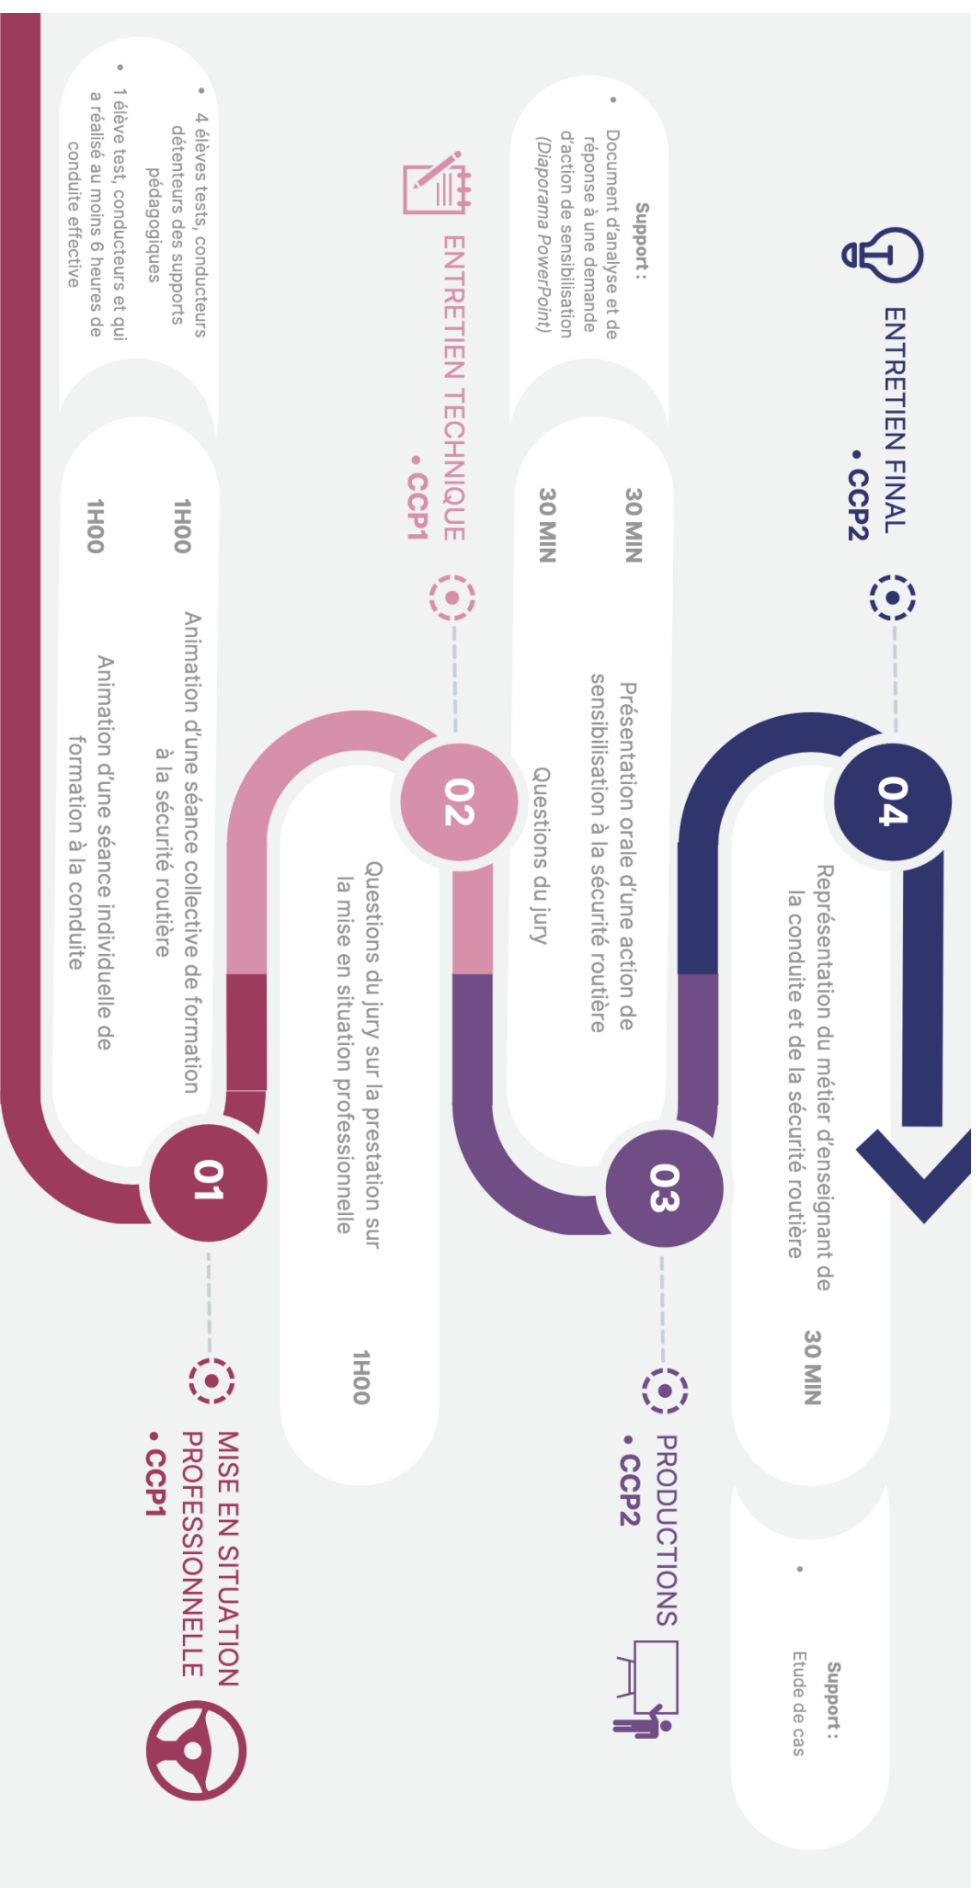 ENTRETIEN FINAL
• CCP2
04
Représentation du métier d'enseignant de
la conduite et de la sécurité routière
30 MIN
Support :
• Etude de cas
Support :
• Document d'analyse et de
réponse à une demande
d'action de sensibilisation
(Diaporama PowerPoint)
30 MIN
Présentation orale d'une action de
sensibilisation à la sécurité routière
30 MIN
Questions du jury
03
PRODUCTIONS
• CCP2
ENTRETIEN TECHNIQUE
• CCP1
02
Questions du jury sur la prestation sur
la mise en situation professionnelle
1H00
• 4 élèves tests, conducteurs
détenteurs des supports
pédagogiques
• 1 élève test, conducteurs et qui
a réalisé au moins 6 heures de
conduite effective
1H00
Animation d'une séance collective de formation
à la sécurité routière
1H00
Animation d'une séance individuelle de
formation à la conduite
01
MISE EN SITUATION
PROFESSIONNELLE
• CCP1